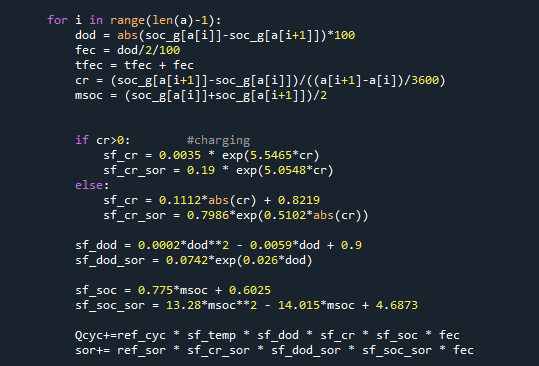 for i in range(len(a)-1):
dod = abs(soc_g[a[i]]-soc_g[a[i+1]])*100
fec = dod/2/100
tfec = tfec + fec
cr = (soc_g[a[i+1]]-soc_g[a[i]])/((a[i+1]-a[i])/3600)
msoc = (soc_g[a[i]]+soc_g[a[i+1]])/2
if cr>0: #charging
sf_cr = 0.0035 * exp(5.5465*cr)
sf_cr_sor = 0.19 * exp(5.0548*cr)
else:
sf_cr = 0.1112*abs(cr) + 0.8219
sf_cr_sor = 0.7986*exp(0.5102*abs(cr))
sf_dod = 0.0002*dod**2 - 0.0059*dod + 0.9
sf_dod_sor = 0.0742*exp(0.026*dod)
sf_soc = 0.775*msoc + 0.6025
sf_soc_sor = 13.28*msoc**2 - 14.015*msoc + 4.6873
Qcyc+=ref_cyc * sf_temp * sf_dod * sf_cr * sf_soc * fec
sor+= ref_sor * sf_cr_sor * sf_dod_sor * sf_soc_sor * fec